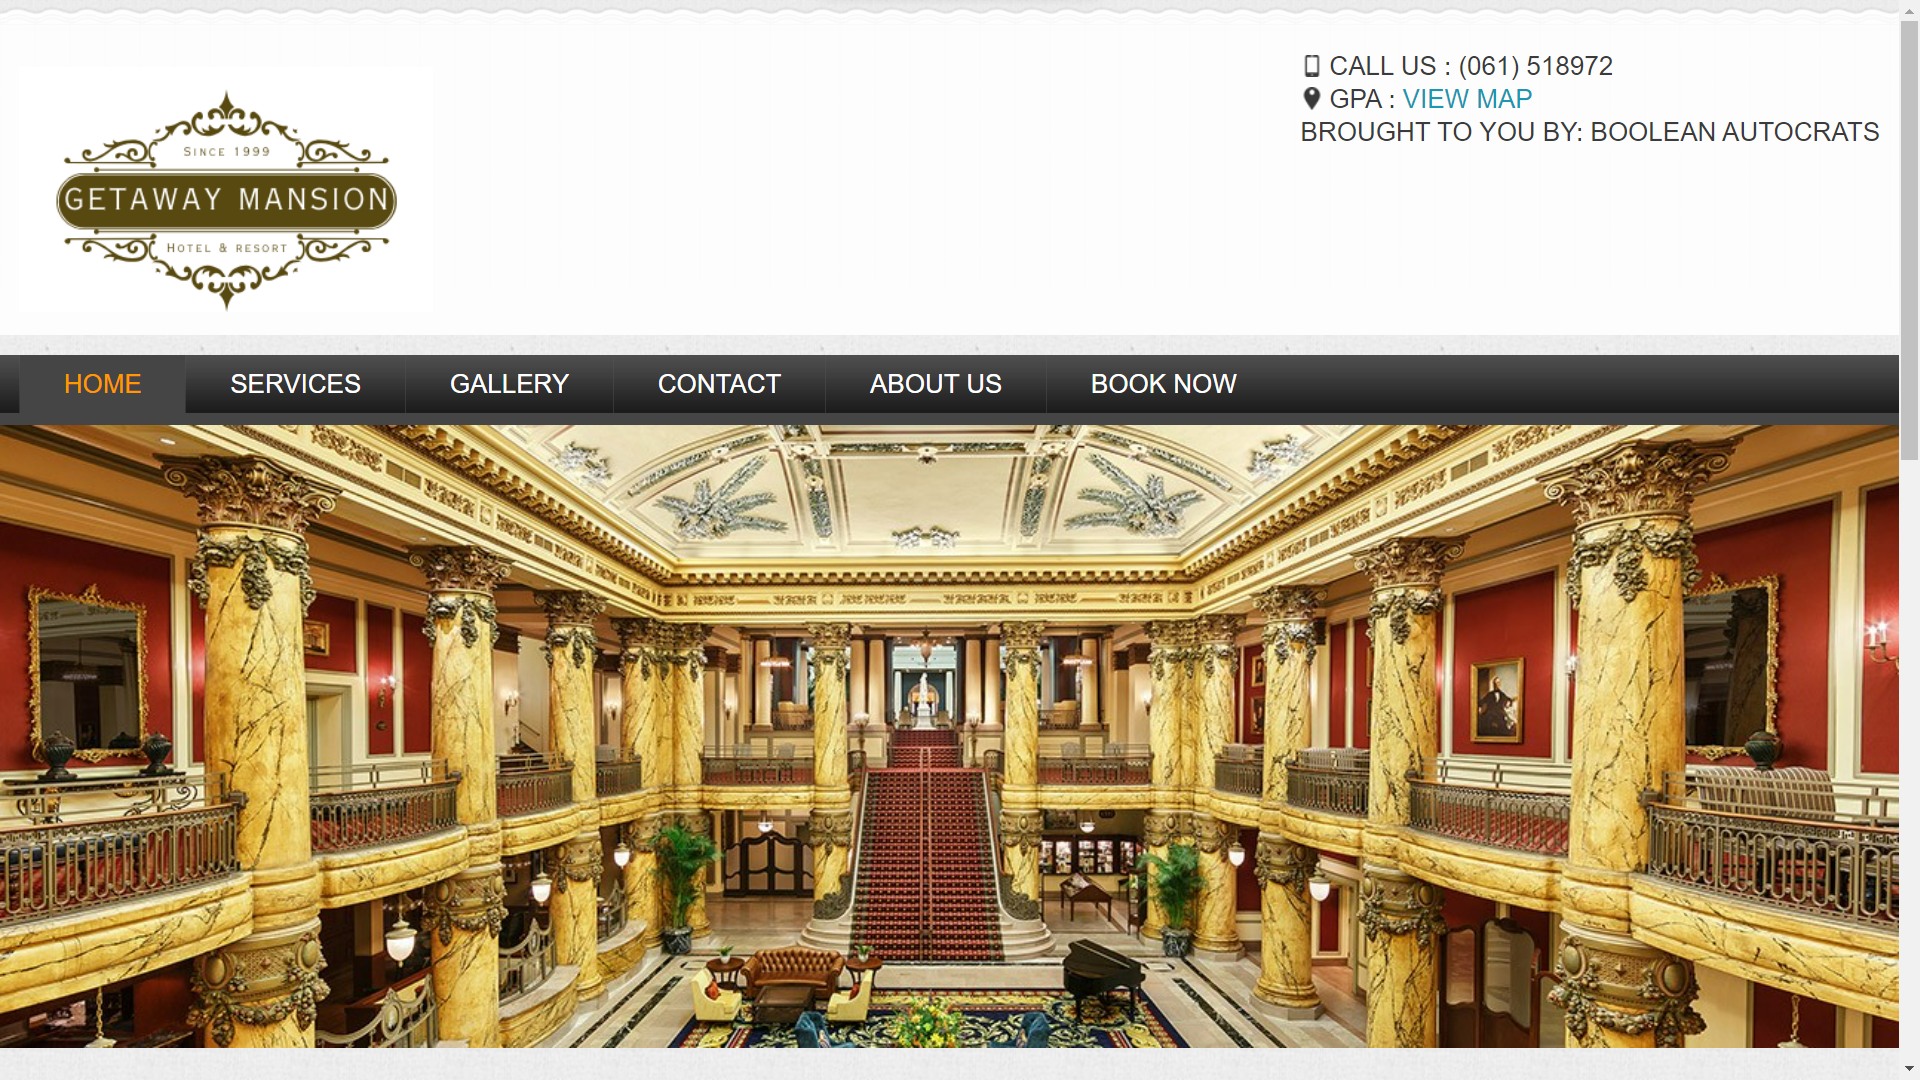 CALL US : (061) 518972
GPA : VIEW MAP
BROUGHT TO YOU BY: BOOLEAN AUTOCRATS
SINCE 1999
GETAWAY MANSION
HOTEL & RESORT
HOME SERVICES GALLERY CONTACT ABOUT US BOOK NOW